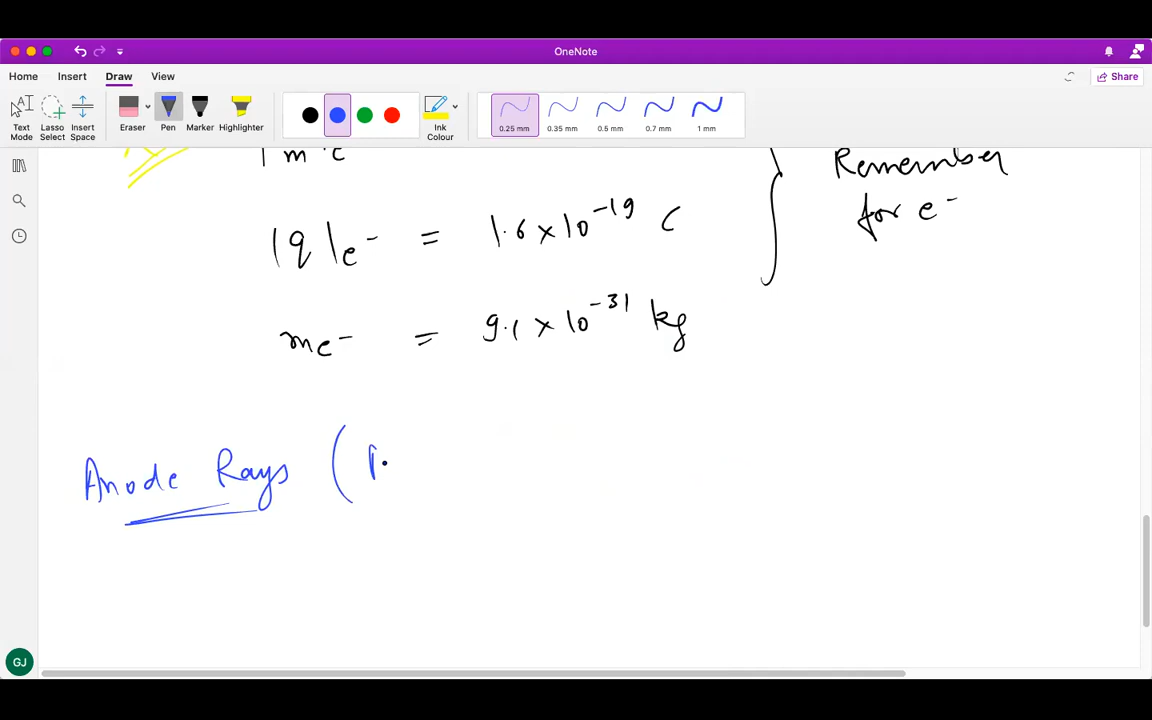 OneNote
Home Insert Draw View
Share
Text Mode
Lasso Select
Insert Space
Eraser
Pen
Marker
Highlighter
Ink Colour
0.25 mm
0.35 mm
0.5 mm
0.7 mm
1 mm
Remember
for e⁻
|q|e⁻ = 1.6 × 10⁻¹⁹ C
me⁻ = 9.1 × 10⁻³¹ kg
Anode Rays (
GJ